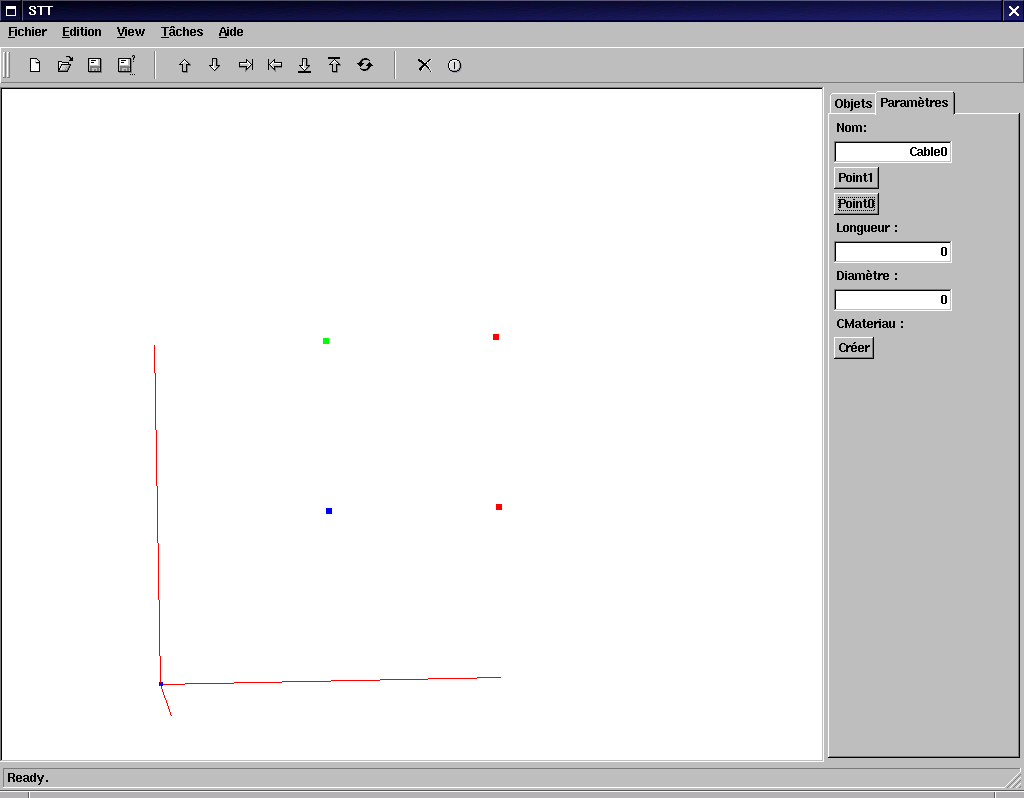 STT
Fichier Edition View Tâches Aide
Objets Paramètres
Nom:
Cable0
Point1
Point0
Longueur :
0
Diamètre :
0
CMateriau :
Créer
Ready.